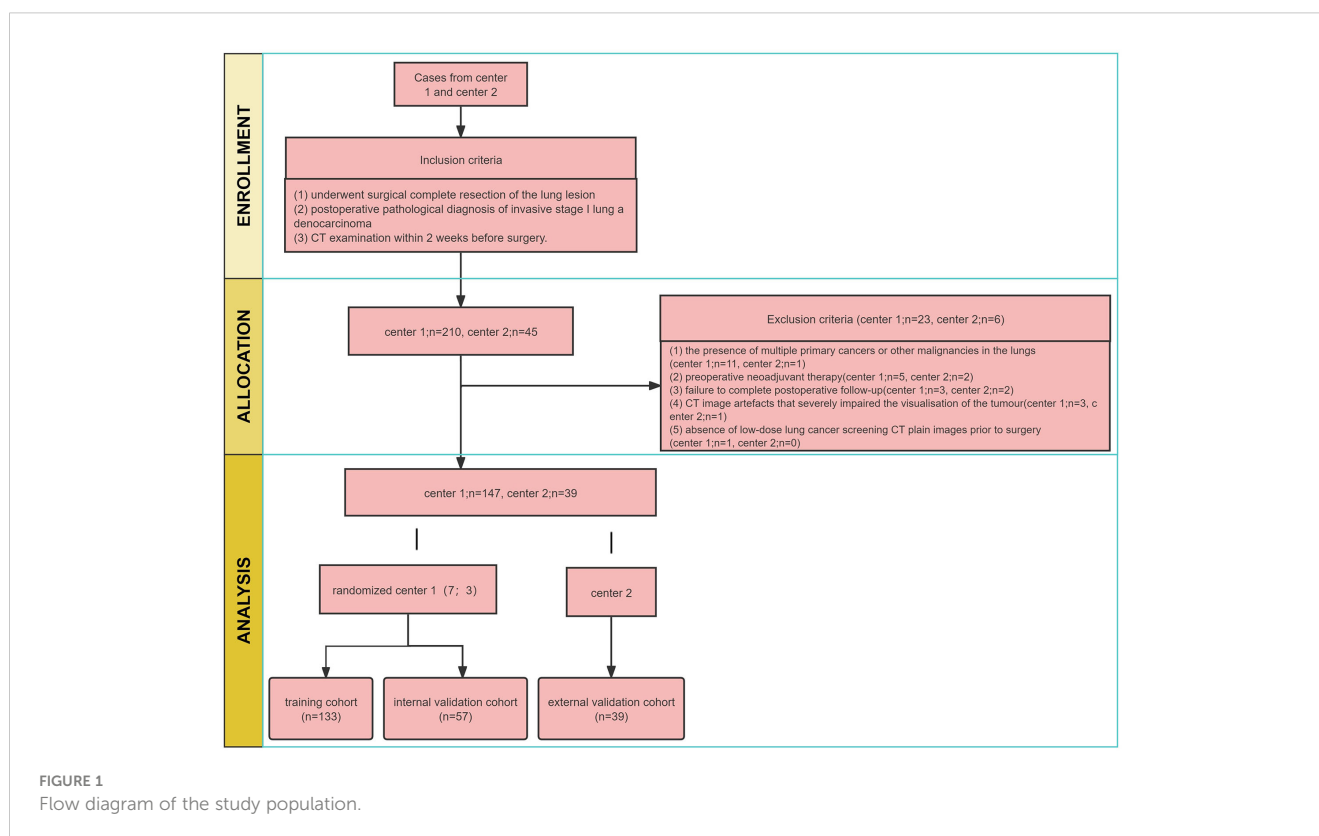 ENROLLMENT
Cases from center
1 and center 2
Inclusion criteria
(1) underwent surgical complete resection of the lung lesion
(2) postoperative pathological diagnosis of invasive stage I lung a
denocarcinoma
(3) CT examination within 2 weeks before surgery.
ALLOCATION
center 1;n=210, center 2;n=45
Exclusion criteria (center 1;n=23, center 2;n=6)
(1) the presence of multiple primary cancers or other malignancies in the lungs
(center 1;n=11, center 2;n=1)
(2) preoperative neoadjuvant therapy(center 1;n=5, center 2;n=2)
(3) failure to complete postoperative follow-up(center 1;n=3, center 2;n=2)
(4) CT image artefacts that severely impaired the visualisation of the tumour(center 1;n=3, c
enter 2;n=1)
(5) absence of low-dose lung cancer screening CT plain images prior to surgery
(center 1;n=1, center 2;n=0)
ANALYSIS
center 1;n=147, center 2;n=39
randomized center 1 (7; 3)
center 2
training cohort
(n=133)
internal validation cohort
(n=57)
external validation cohort
(n=39)
FIGURE 1
Flow diagram of the study population.